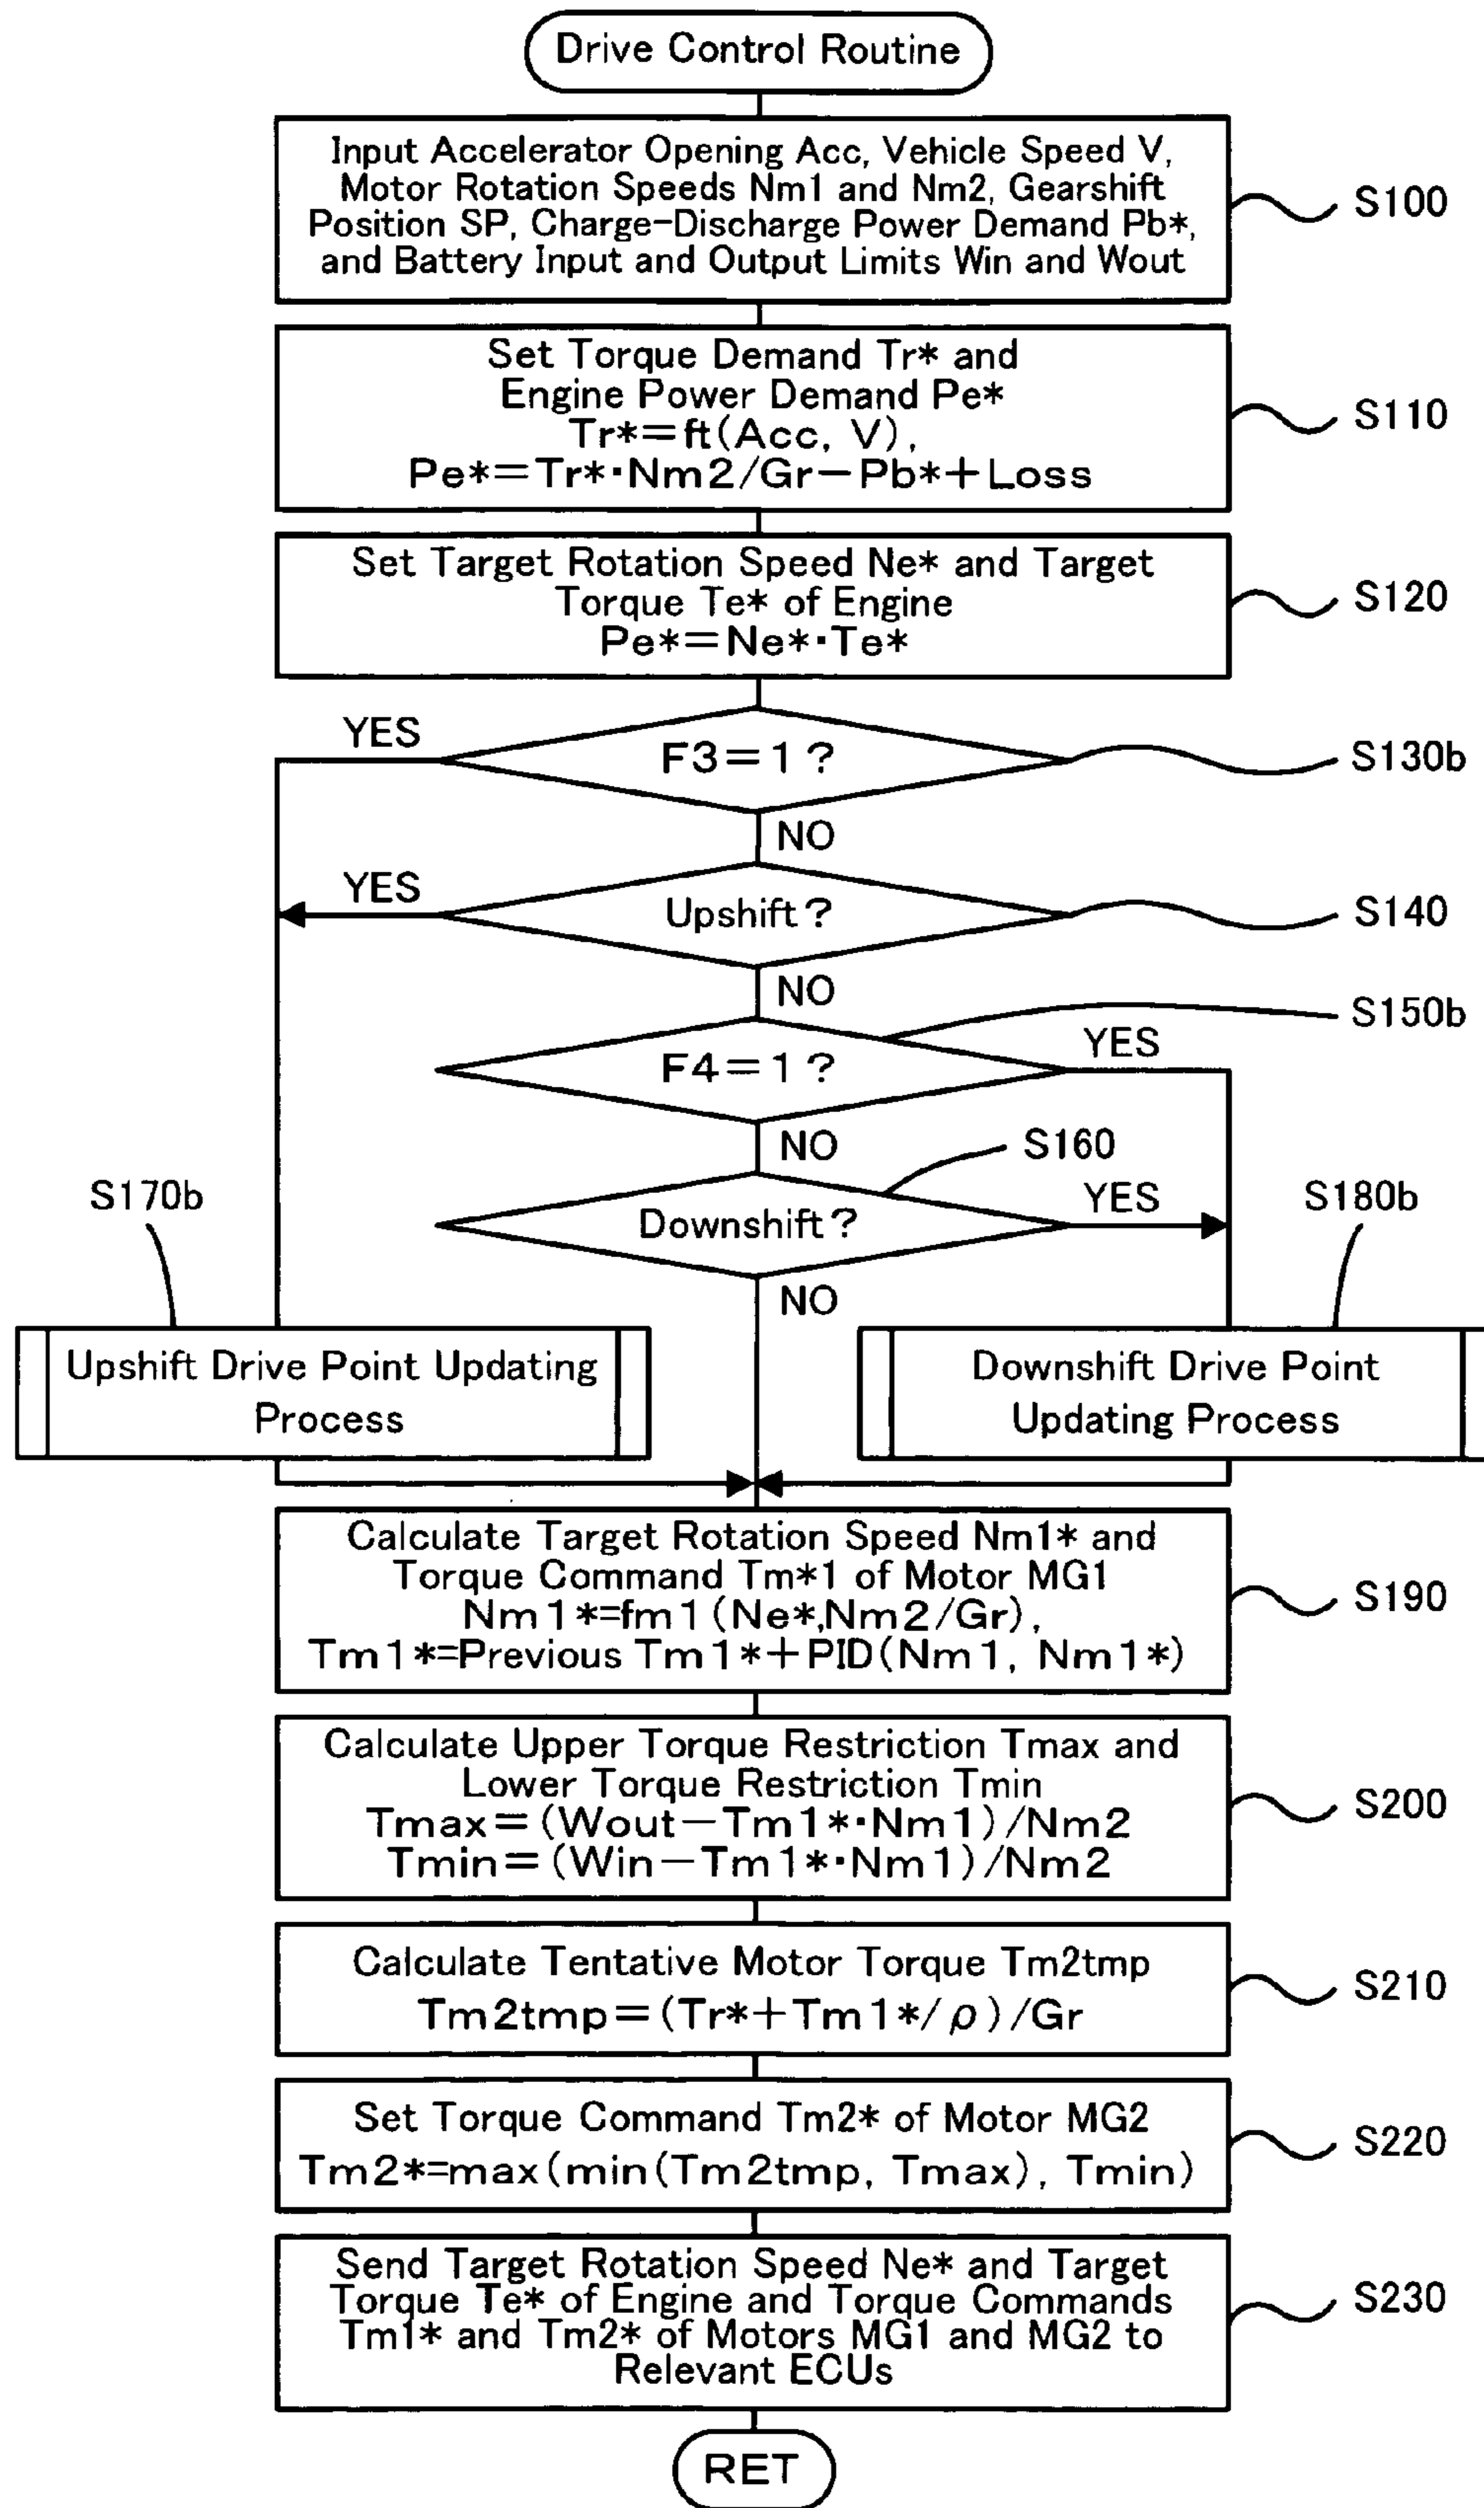 Drive Control Routine
Input Accelerator Opening Acc, Vehicle Speed V,
Motor Rotation Speeds Nm1 and Nm2, Gearshift
Position SP, Charge-Discharge Power Demand Pb*,
and Battery Input and Output Limits Win and Wout
S100
Set Torque Demand Tr* and
Engine Power Demand Pe*
Tr*=ft(Acc, V),
Pe*=Tr*·Nm2/Gr-Pb*+Loss
S110
Set Target Rotation Speed Ne* and Target
Torque Te* of Engine
Pe*=Ne*·Te*
S120
YES
F3=1?
S130b
NO
YES
Upshift?
S140
NO
S150b
YES
F4=1?
NO
S160
S170b
YES
S180b
Downshift?
NO
Upshift Drive Point Updating
Process
Downshift Drive Point
Updating Process
Calculate Target Rotation Speed Nm1* and
Torque Command Tm*1 of Motor MG1
Nm1*=fm1(Ne*,Nm2/Gr),
Tm1*=Previous Tm1*+PID(Nm1, Nm1*)
S190
Calculate Upper Torque Restriction Tmax and
Lower Torque Restriction Tmin
Tmax=(Wout-Tm1*·Nm1)/Nm2
Tmin=(Win-Tm1*·Nm1)/Nm2
S200
Calculate Tentative Motor Torque Tm2tmp
Tm2tmp=(Tr*+Tm1*/ρ)/Gr
S210
Set Torque Command Tm2* of Motor MG2
Tm2*=max(min(Tm2tmp, Tmax), Tmin)
S220
Send Target Rotation Speed Ne* and Target
Torque Te* of Engine and Torque Commands
Tm1* and Tm2* of Motors MG1 and MG2 to
Relevant ECUs
S230
RET